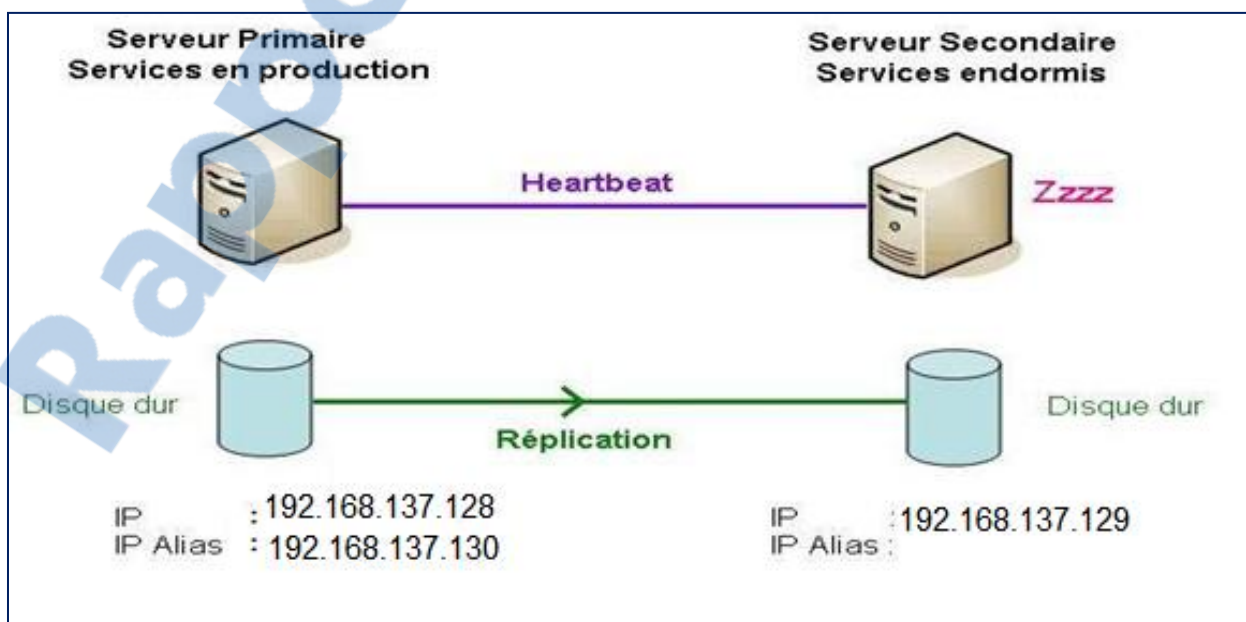 Serveur Primaire
Services en production
Serveur Secondaire
Services endormis
Heartbeat
Zzzz
Disque dur
Réplication
Disque dur
IP : 192.168.137.128
IP Alias : 192.168.137.130
IP : 192.168.137.129
IP Alias :
Rappo